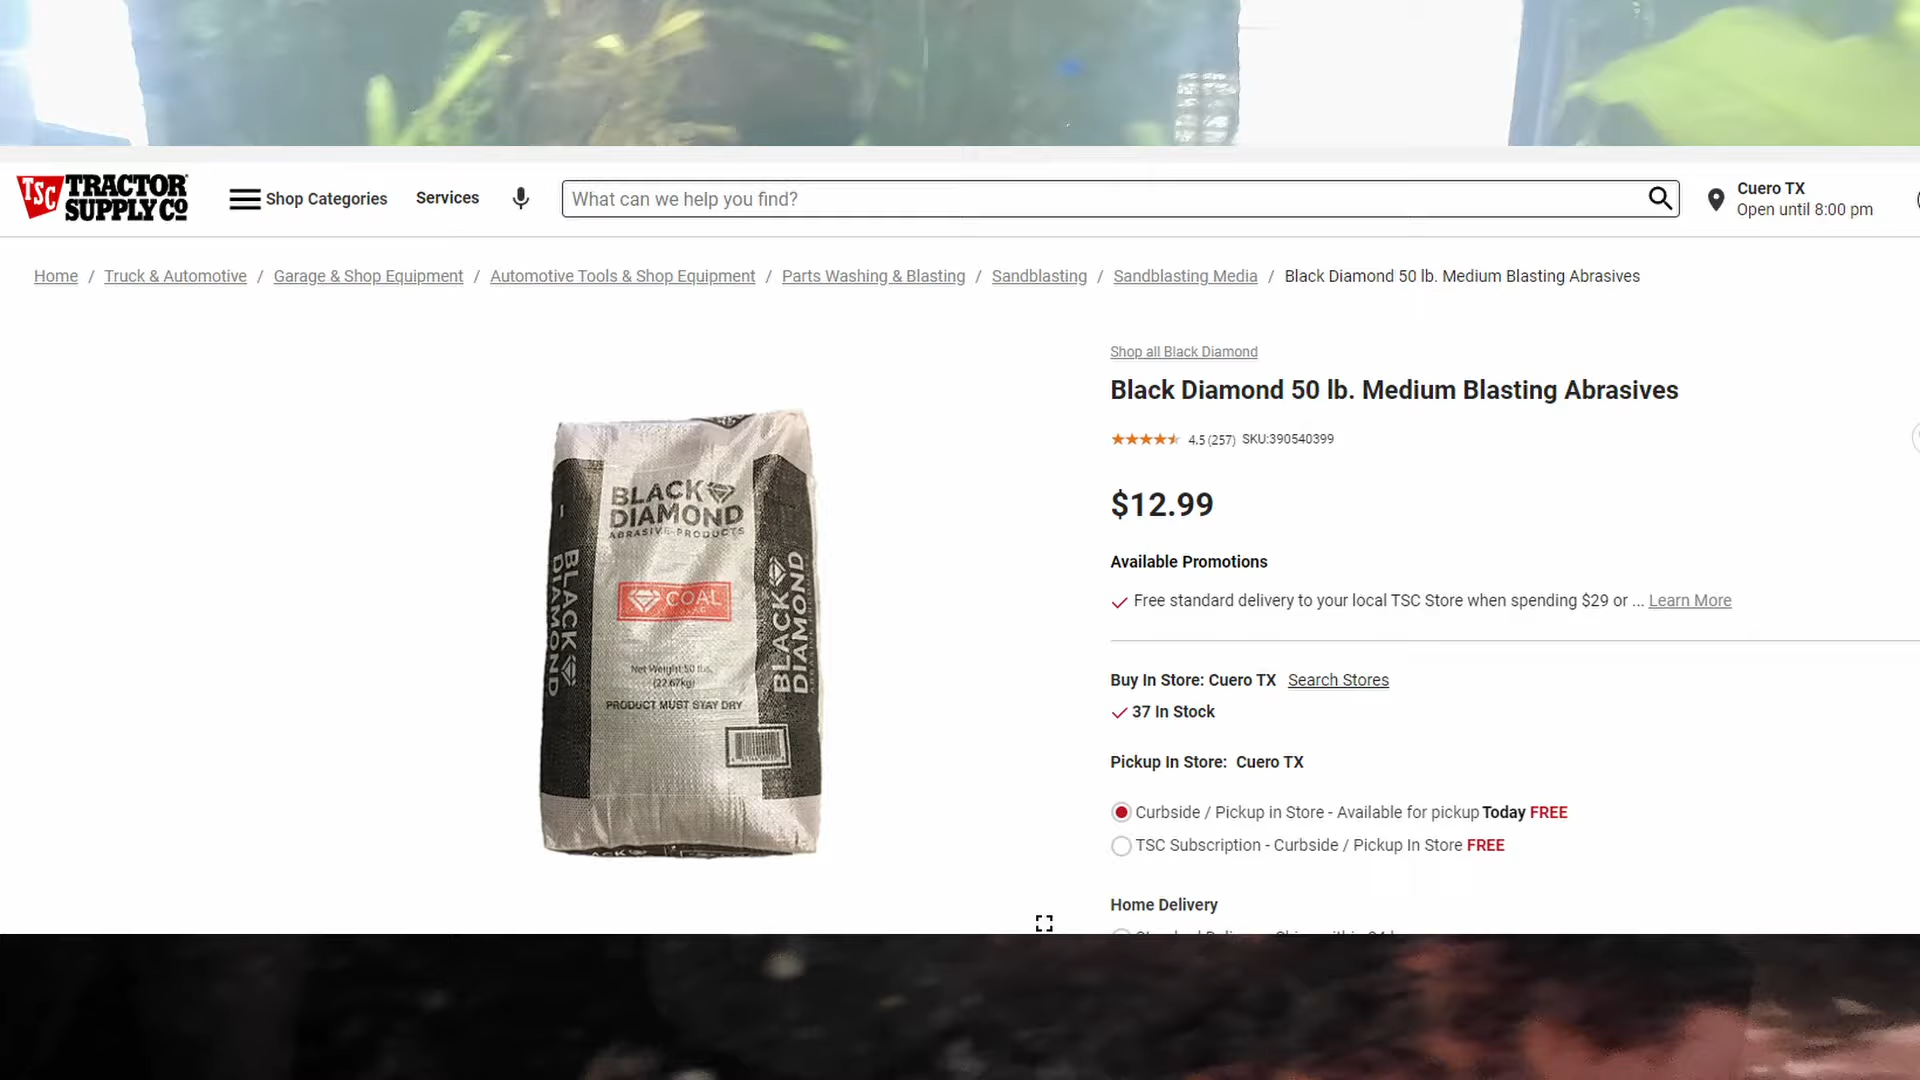 TSC TRACTOR SUPPLY CO
Shop Categories
Services
What can we help you find?
Cuero TX
Open until 8:00 pm
Home / Truck & Automotive / Garage & Shop Equipment / Automotive Tools & Shop Equipment / Parts Washing & Blasting / Sandblasting / Sandblasting Media / Black Diamond 50 lb. Medium Blasting Abrasives
Shop all Black Diamond
Black Diamond 50 lb. Medium Blasting Abrasives
4.5 (257) SKU:390540399
$12.99
Available Promotions
Free standard delivery to your local TSC Store when spending $29 or ... Learn More
Buy In Store: Cuero TX Search Stores
37 In Stock
Pickup In Store: Cuero TX
Curbside / Pickup in Store - Available for pickup Today FREE
TSC Subscription - Curbside / Pickup In Store FREE
Home Delivery
BLACK
DIAMOND
ABRASIVE PRODUCTS
COAL
Net Weight:50 lbs.
(22.67kg)
PRODUCT MUST STAY DRY
BLACK
DIAMOND
BLACK
DIAMOND